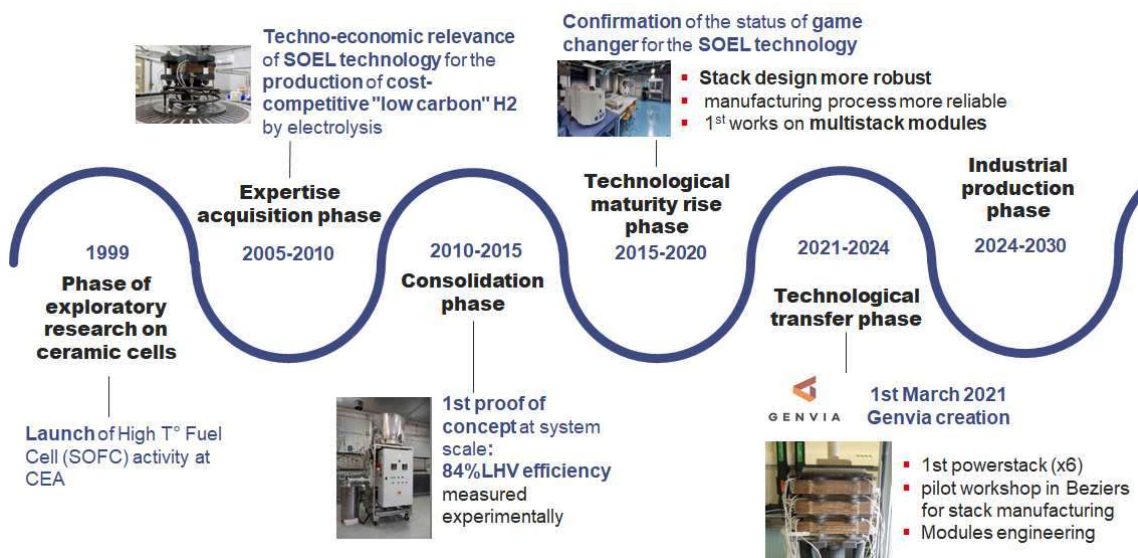 Techno-economic relevance
of SOEL technology for the
production of cost-
competitive "low carbon" H2
by electrolysis
Confirmation of the status of game
changer for the SOEL technology
Stack design more robust
manufacturing process more reliable
1st works on multistack modules
1999
Phase of
exploratory
research on
ceramic cells
Launch of High T° Fuel
Cell (SOFC) activity at
CEA
Expertise
acquisition phase
2005-2010
2010-2015
Consolidation
phase
1st proof of
concept at system
scale:
84%LHV efficiency
measured
experimentally
Technological
maturity rise
phase
2015-2020
2021-2024
Technological
transfer phase
GENVIA
1st March 2021
Genvia creation
1st powerstack (x6)
pilot workshop in Beziers
for stack manufacturing
Modules engineering
Industrial
production
phase
2024-2030